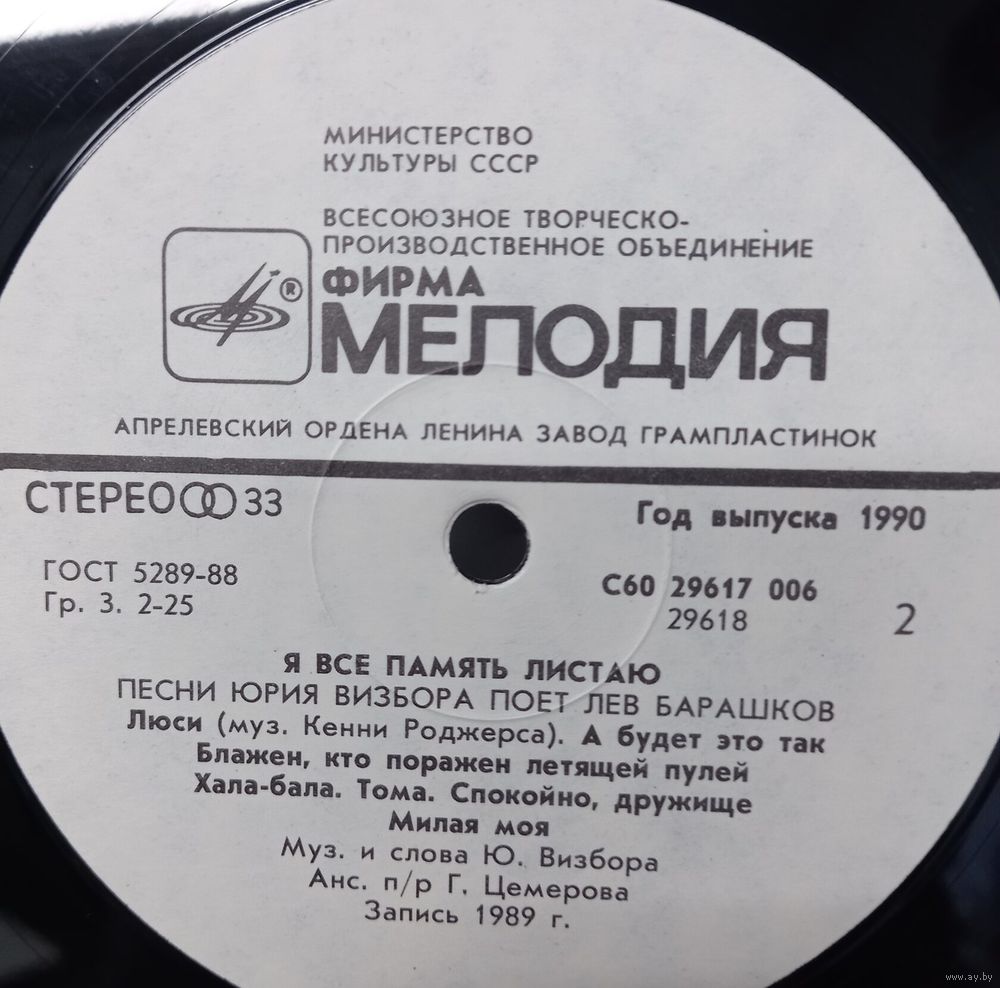 МИНИСТЕРСТВО
КУЛЬТУРЫ СССР
ВСЕСОЮЗНОЕ ТВОРЧЕСКО-
ПРОИЗВОДСТВЕННОЕ ОБЪЕДИНЕНИЕ
ФИРМА
®
МЕЛОДИЯ
АПРЕЛЕВСКИЙ ОРДЕНА ЛЕНИНА ЗАВОД ГРАМПЛАСТИНОК
СТЕРЕО 33
Год выпуска 1990
ГОСТ 5289-88
Гр. 3. 2-25
С60 29617 006
29618
2
Я ВСЕ ПАМЯТЬ ЛИСТАЮ
ПЕСНИ ЮРИЯ ВИЗБОРА ПОЕТ ЛЕВ БАРАШКОВ
Люси (муз. Кенни Роджерса). А будет это так
Блажен, кто поражен летящей пулей
Хала-бала. Тома. Спокойно, дружище
Милая моя
Муз. и слова Ю. Визбора
Анс. п/р Г. Цемерова
Запись 1989 г.
www.ay.by